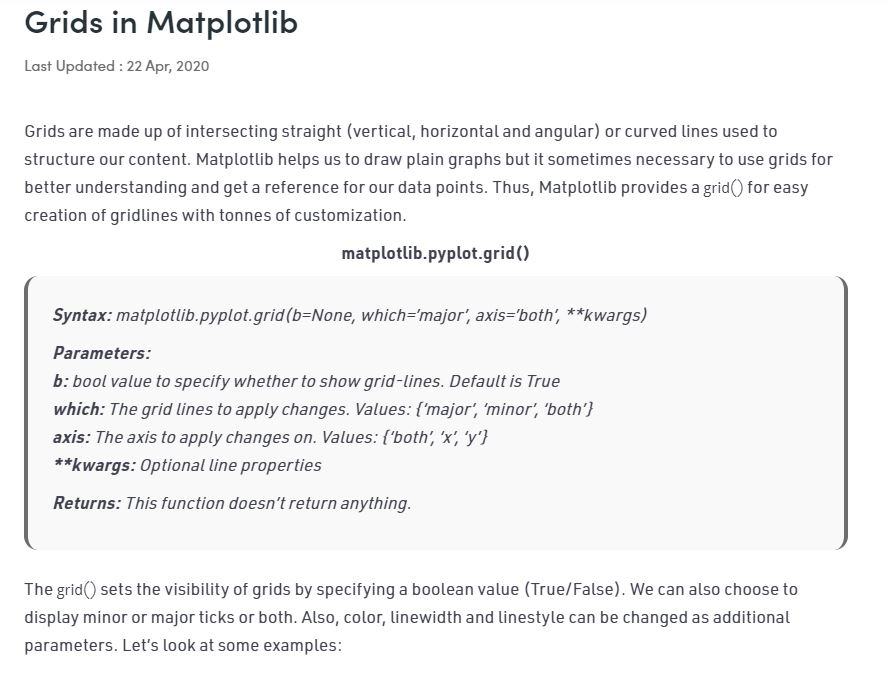 Grids in Matplotlib
Last Updated : 22 Apr, 2020
Grids are made up of intersecting straight (vertical, horizontal and angular) or curved lines used to
structure our content. Matplotlib helps us to draw plain graphs but it sometimes necessary to use grids for
better understanding and get a reference for our data points. Thus, Matplotlib provides a grid() for easy
creation of gridlines with tonnes of customization.
matplotlib.pyplot.grid()
Syntax: matplotlib.pyplot.grid(b=None, which=’major’, axis=’both’, **kwargs)
Parameters:
b: bool value to specify whether to show grid-lines. Default is True
which: The grid lines to apply changes. Values: {‘major’, ‘minor’, ‘both’}
axis: The axis to apply changes on. Values: {‘both’, ‘x’, ‘y’}
**kwargs: Optional line properties
Returns: This function doesn’t return anything.
The grid() sets the visibility of grids by specifying a boolean value (True/False). We can also choose to
display minor or major ticks or both. Also, color, linewidth and linestyle can be changed as additional
parameters. Let’s look at some examples: